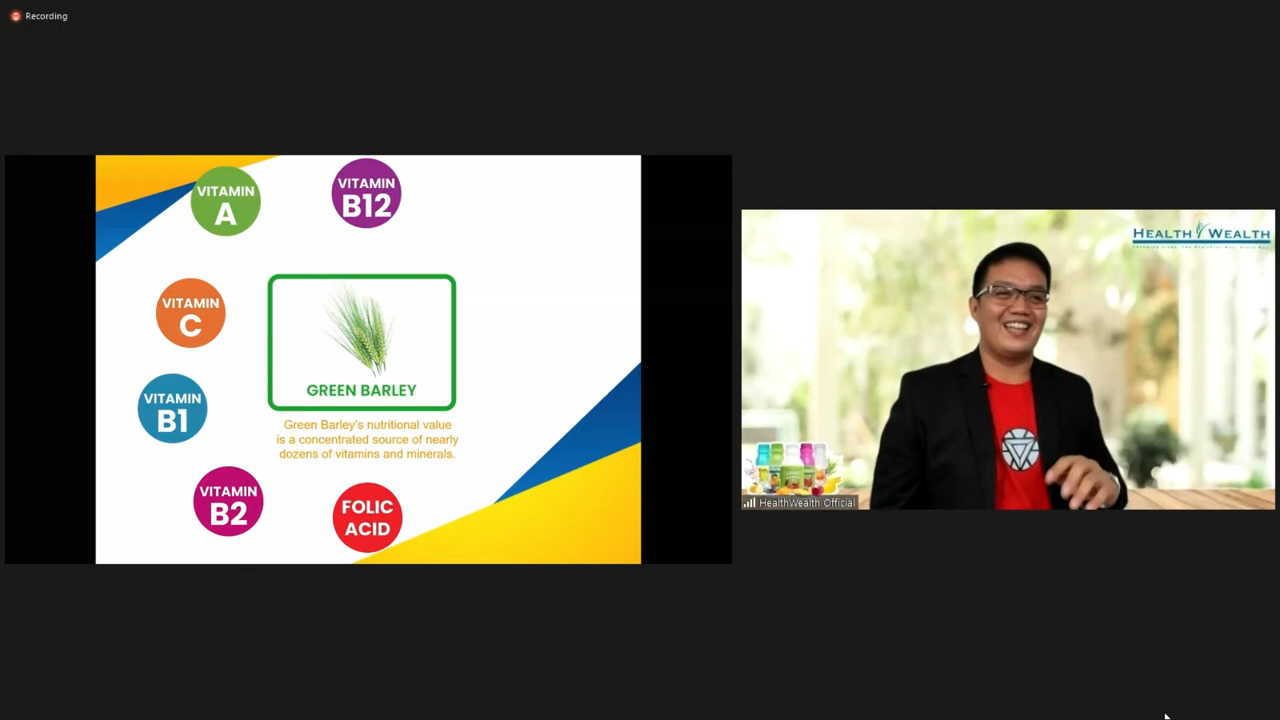 Recording
VITAMIN
A
VITAMIN
B12
VITAMIN
C
GREEN BARLEY
VITAMIN
B1
Green Barley's nutritional value
is a concentrated source of nearly
dozens of vitamins and minerals.
VITAMIN
B2
FOLIC
ACID
HEALTH WEALTH
HealthWealth Official